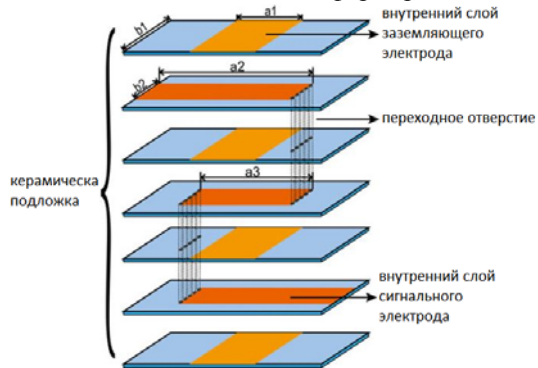 внутренний слой
заземляющего
электрода
b1
a1
b2
a2
переходное отверстие
керамическа
подложка
a3
внутренний слой
сигнального
электрода